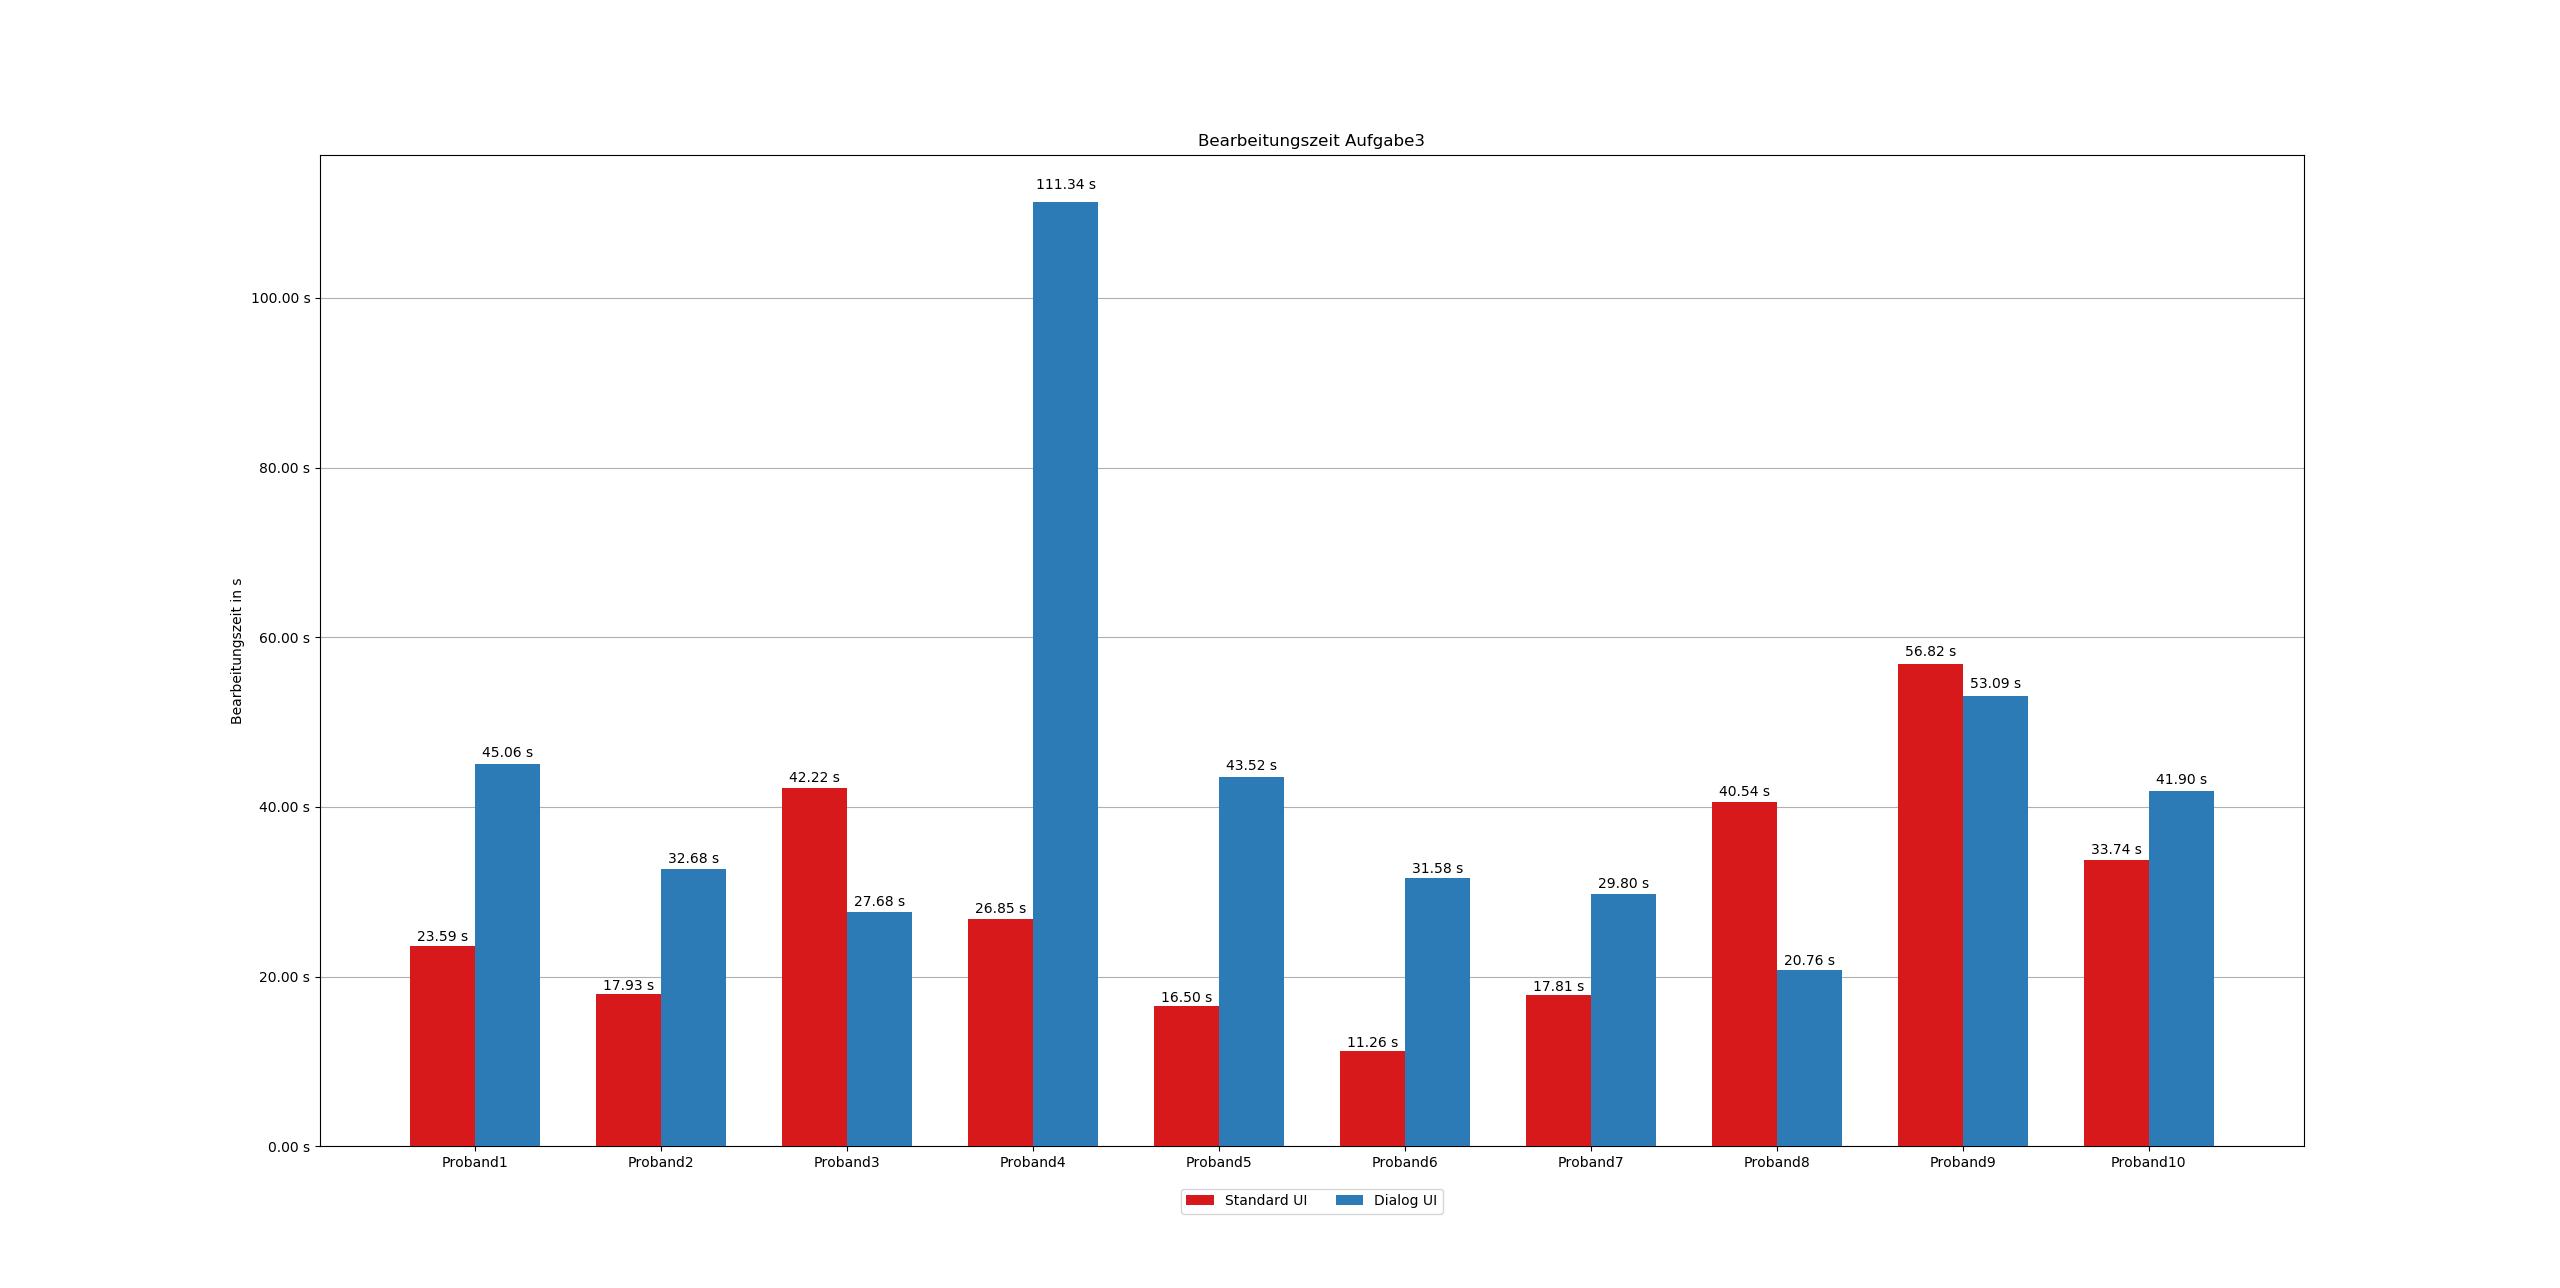 Bearbeitungszeit Aufgabe3
111.34 s
100.00 s
80.00 s
60.00 s
56.82 s
53.09 s
Bearbeitungszeit in s
45.06 s
43.52 s
42.22 s
41.90 s
40.54 s
40.00 s
33.74 s
32.68 s
31.58 s
29.80 s
27.68 s
26.85 s
23.59 s
20.76 s
20.00 s
17.93 s
17.81 s
16.50 s
11.26 s
0.00 s
Proband1 Proband2 Proband3 Proband4 Proband5 Proband6 Proband7 Proband8 Proband9 Proband10
Standard UI Dialog UI